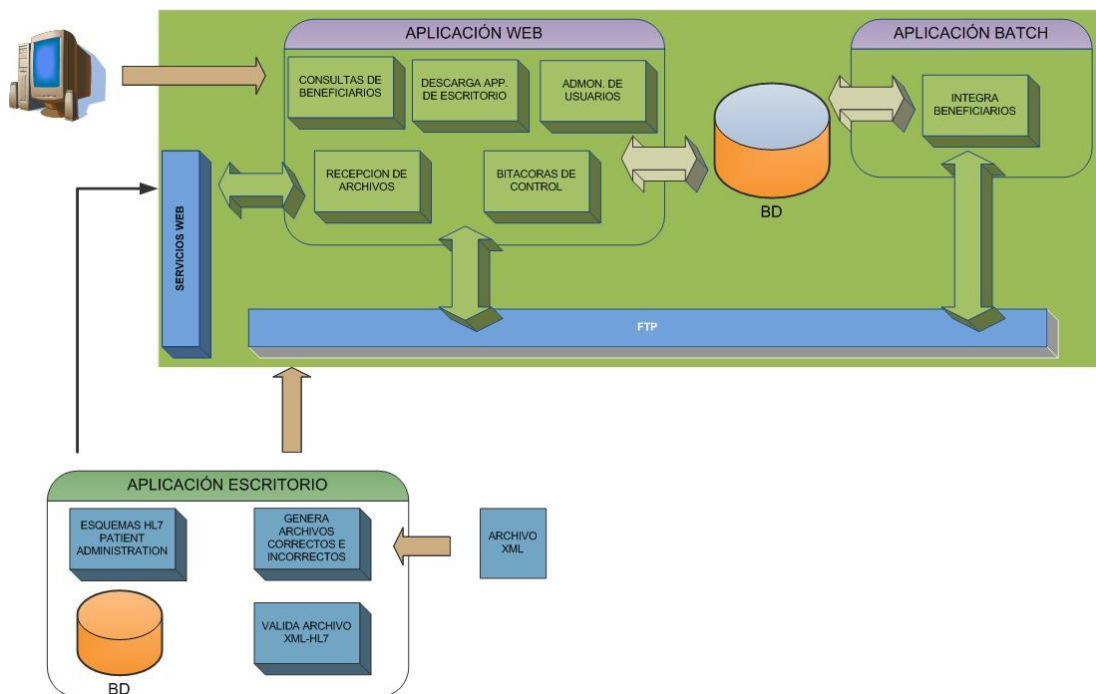 APLICACIÓN WEB
APLICACIÓN BATCH
CONSULTAS DE
BENEFICIARIOS
DESCARGA APP.
DE ESCRITORIO
ADMON. DE
USUARIOS
INTEGRA
BENEFICIARIOS
RECEPCION DE
ARCHIVOS
BITACORAS DE
CONTROL
BD
SERVICIOS WEB
FTP
APLICACIÓN ESCRITORIO
ESQUEMAS HL7
PATIENT
ADMINISTRATION
GENERA
ARCHIVOS
CORRECTOS E
INCORRECTOS
ARCHIVO
XML
VALIDA ARCHIVO
XML-HL7
BD